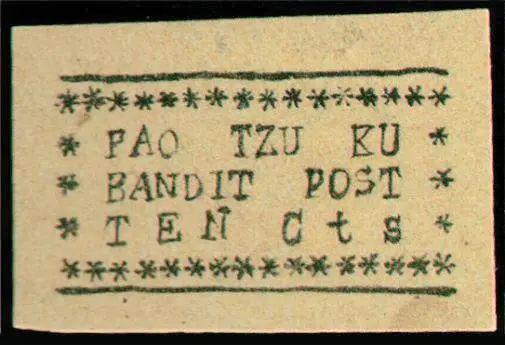 ****************
* PAO TZU KU *
* BANDIT POST *
* TEN Cts *
****************